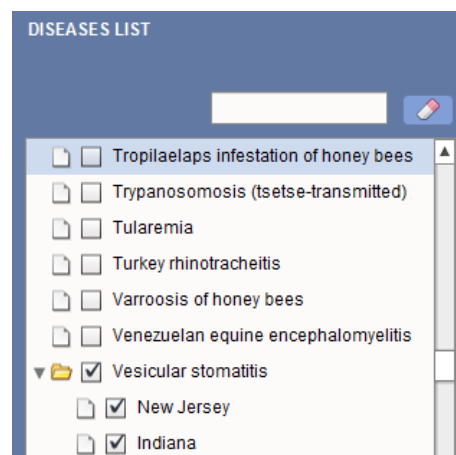 DISEASES LIST
Tropilaelaps infestation of honey bees
Trypanosomosis (tsetse-transmitted)
Tularemia
Turkey rhinotracheitis
Varroosis of honey bees
Venezuelan equine encephalomyelitis
Vesicular stomatitis
New Jersey
Indiana